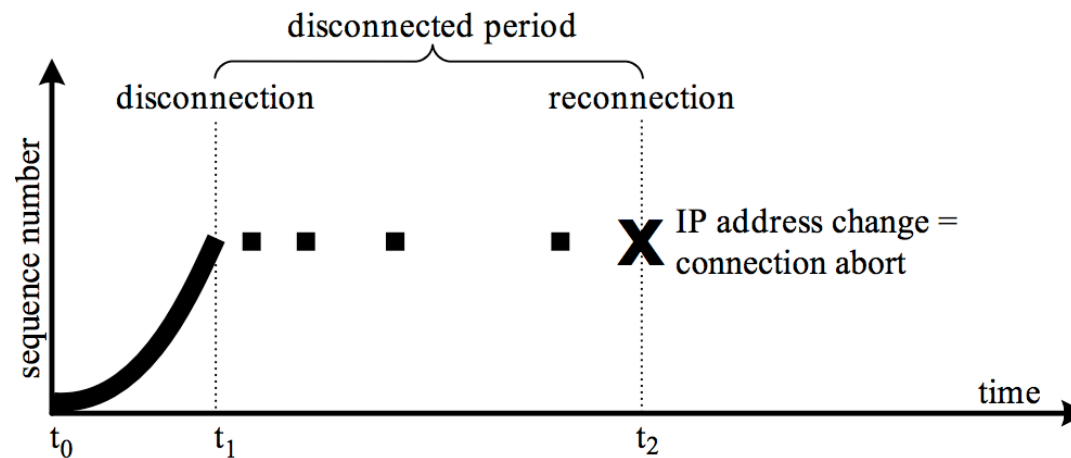 disconnected period
disconnection
reconnection
sequence number
X
IP address change =
connection abort
time
t₀
t₁
t₂